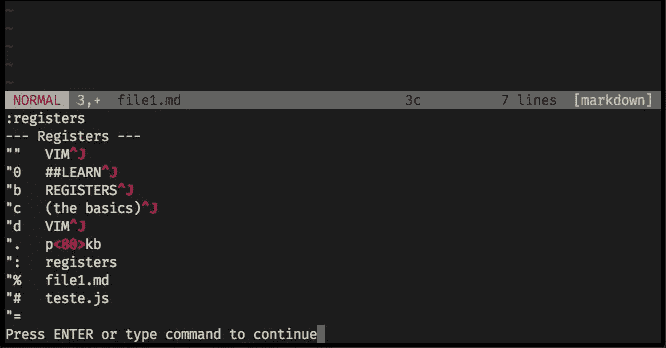 ~
~
~
~
~
NORMAL 3,+ file1.md 3c 7 lines [markdown]
:registers
--- Registers ---
"" VIM^J
"0 ##LEARN^J
"b REGISTERS^J
"c (the basics)^J
"d VIM^J
". p<80>kb
": registers
"% file1.md
"# teste.js
"=
Press ENTER or type command to continue